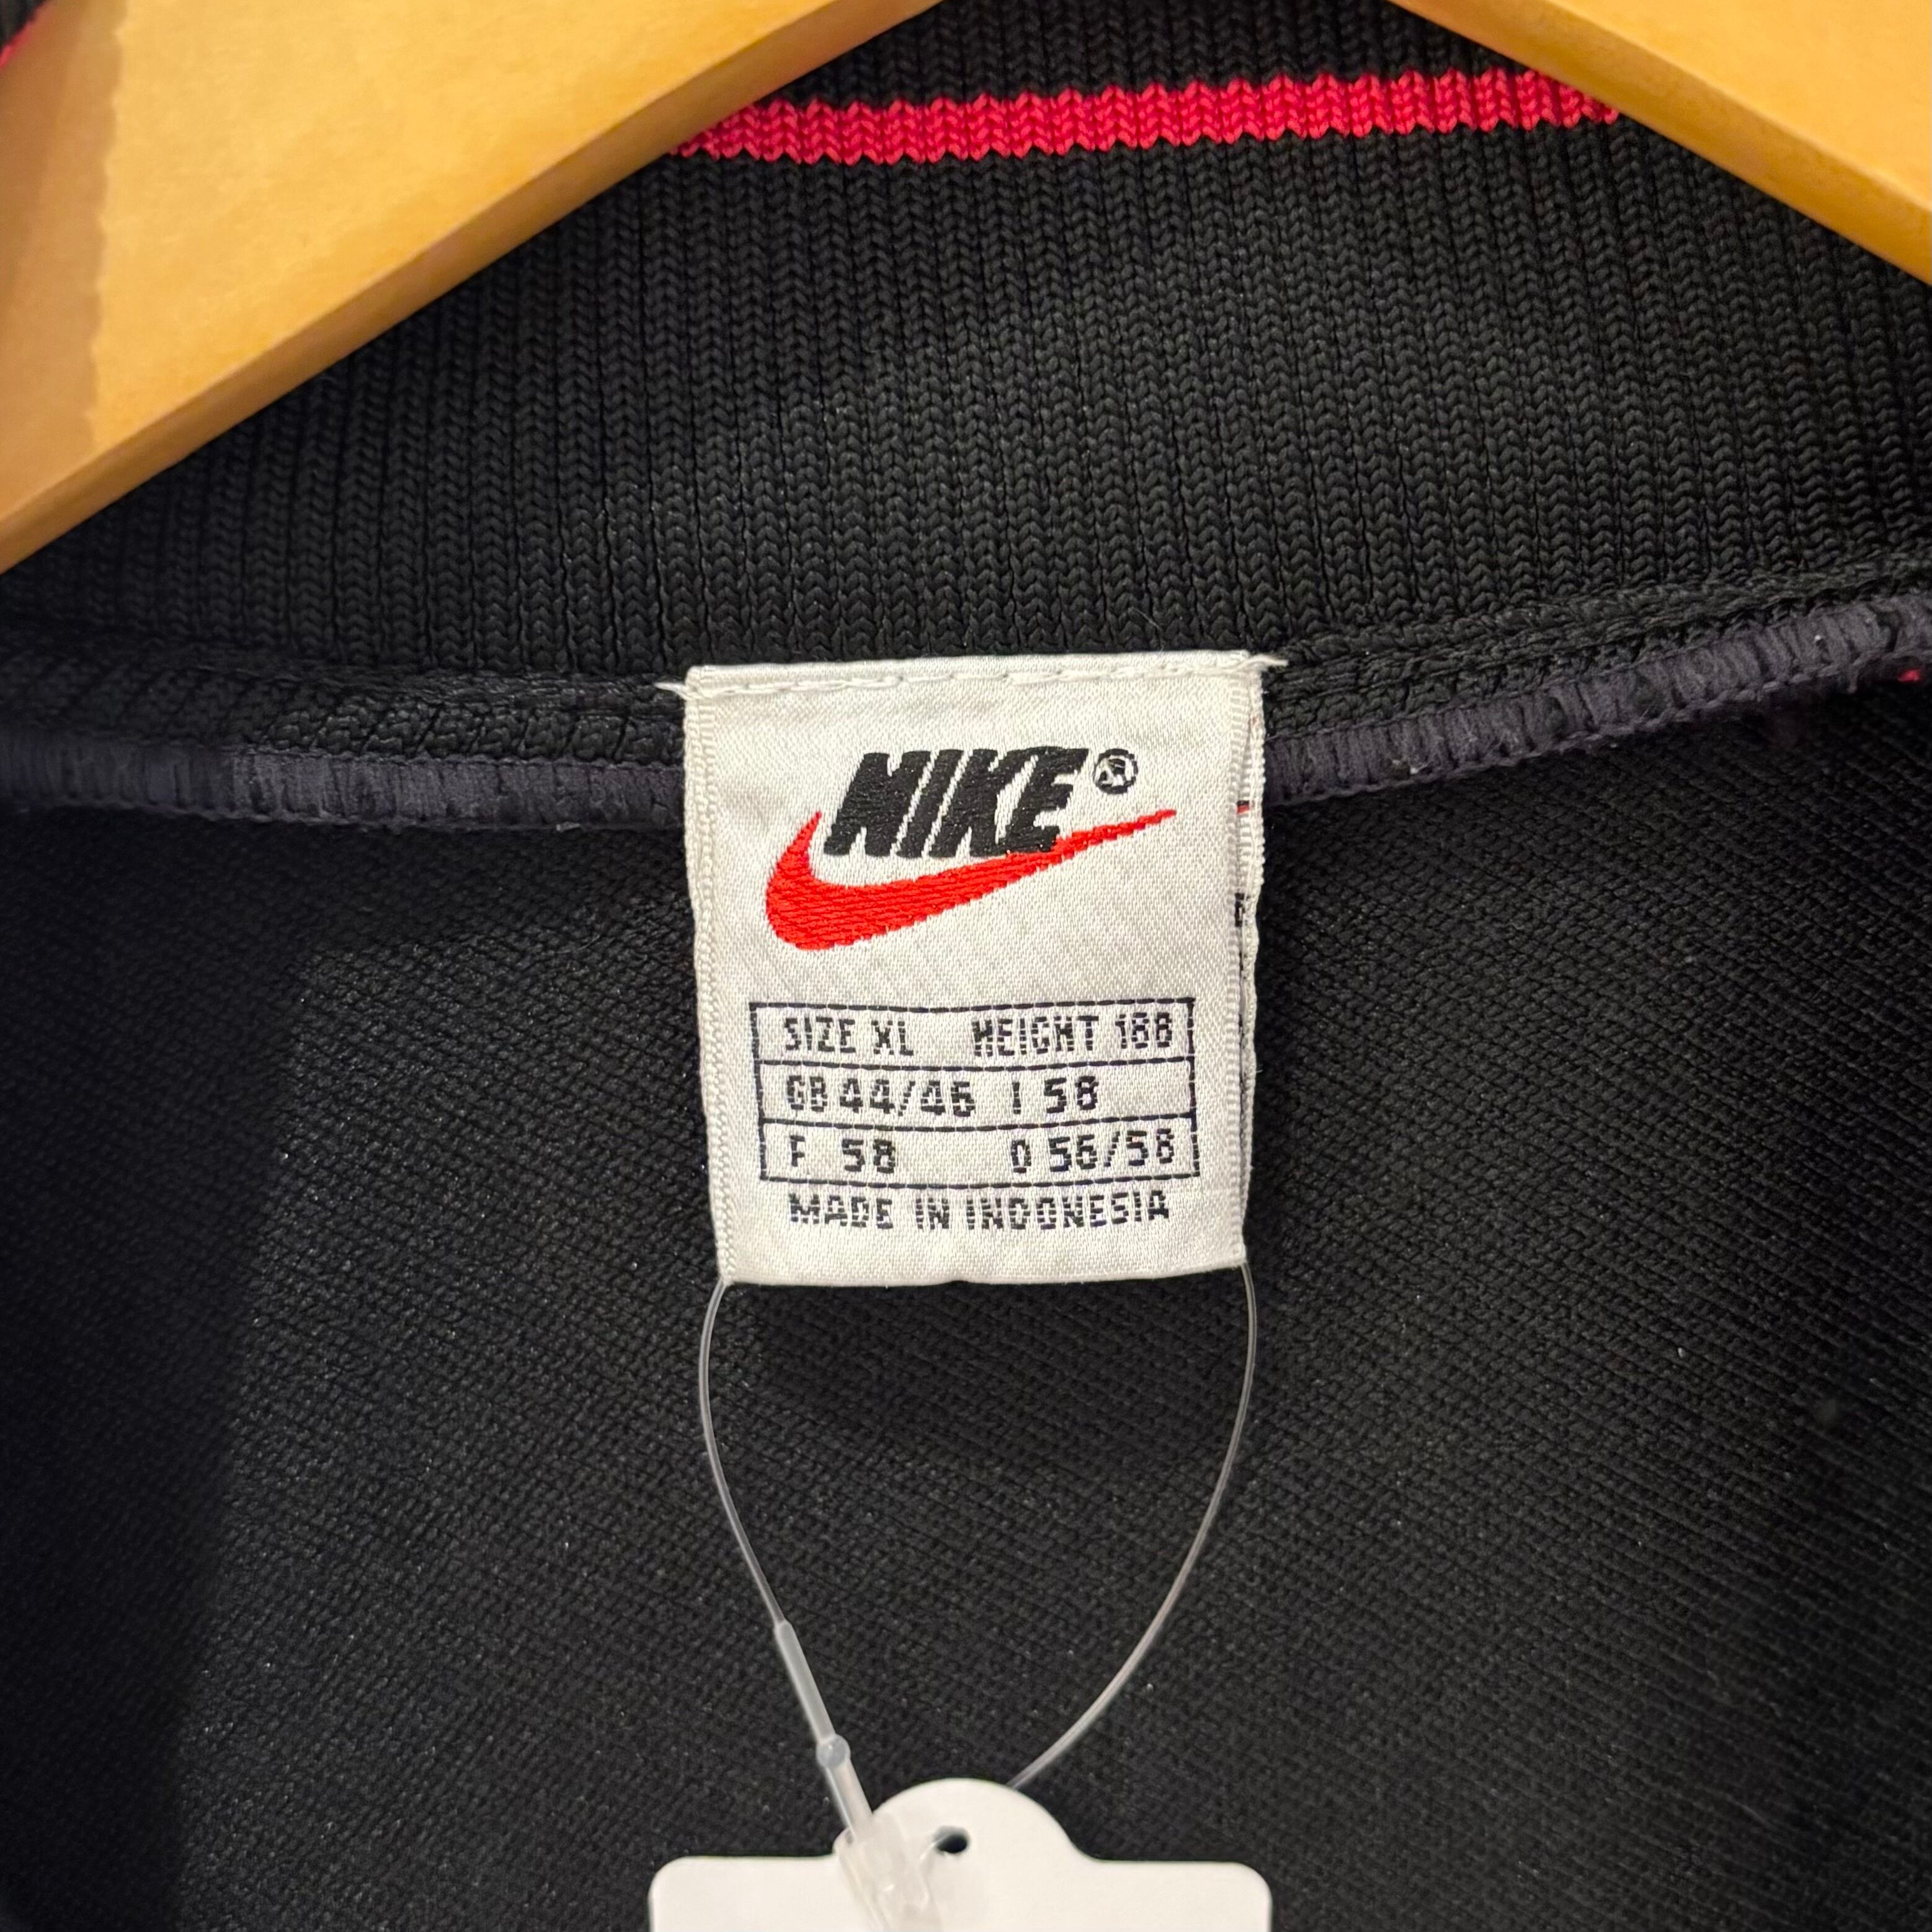 NIKE®
SIZE XL HEIGHT 188
GB 44/46 I 58
F 58 D 56/58
MADE IN INDONESIA